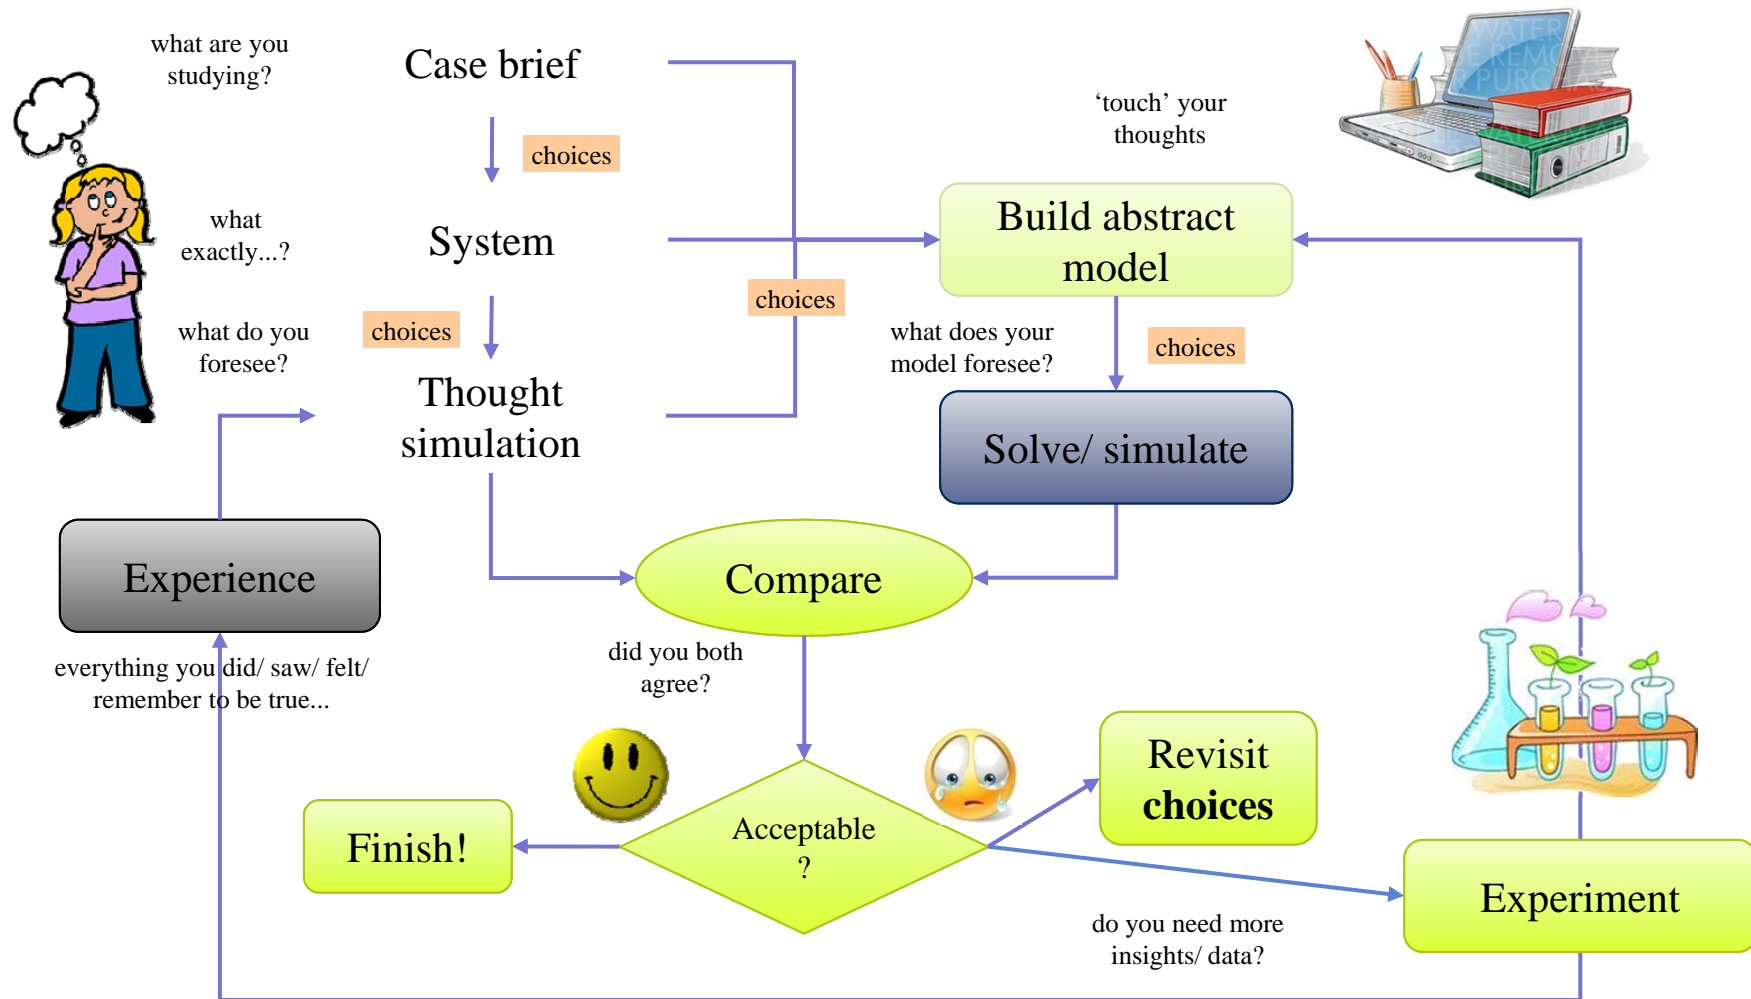 what are you
studying?
Case brief
‘touch’ your
thoughts
choices
what
exactly...?
System
Build abstract
model
choices
what do you
foresee?
choices
what does your
model foresee?
choices
Thought
simulation
Solve/ simulate
Experience
Compare
everything you did/ saw/ felt/
remember to be true...
did you both
agree?
Revisit
choices
Finish!
Acceptable
?
Experiment
do you need more
insights/ data?